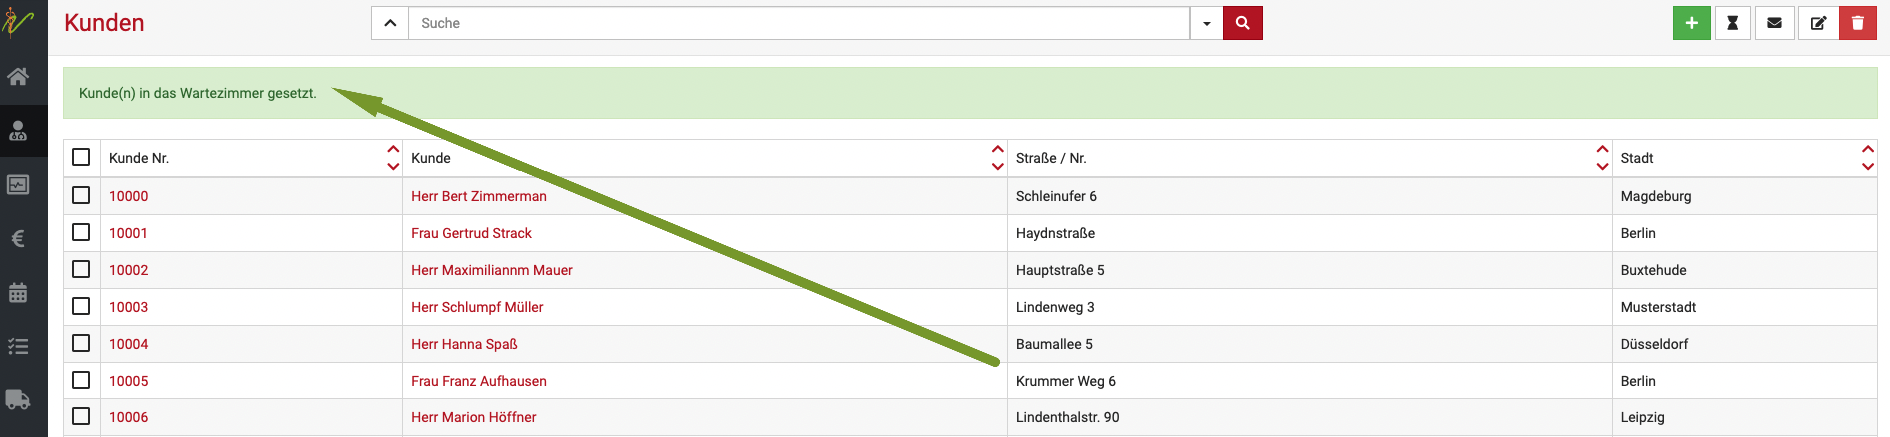 Kunden
Suche
Kunde(n) in das Wartezimmer gesetzt.
Kunde Nr. Kunde Straße / Nr. Stadt
10000 Herr Bert Zimmerman Schleinufer 6 Magdeburg
10001 Frau Gertrud Strack Haydnstraße Berlin
10002 Herr Maximiliannm Mauer Hauptstraße 5 Buxtehude
10003 Herr Schlumpf Müller Lindenweg 3 Musterstadt
10004 Herr Hanna Spaß Baumallee 5 Düsseldorf
10005 Frau Franz Aufhausen Krummer Weg 6 Berlin
10006 Herr Marion Höffner Lindenthalstr. 90 Leipzig